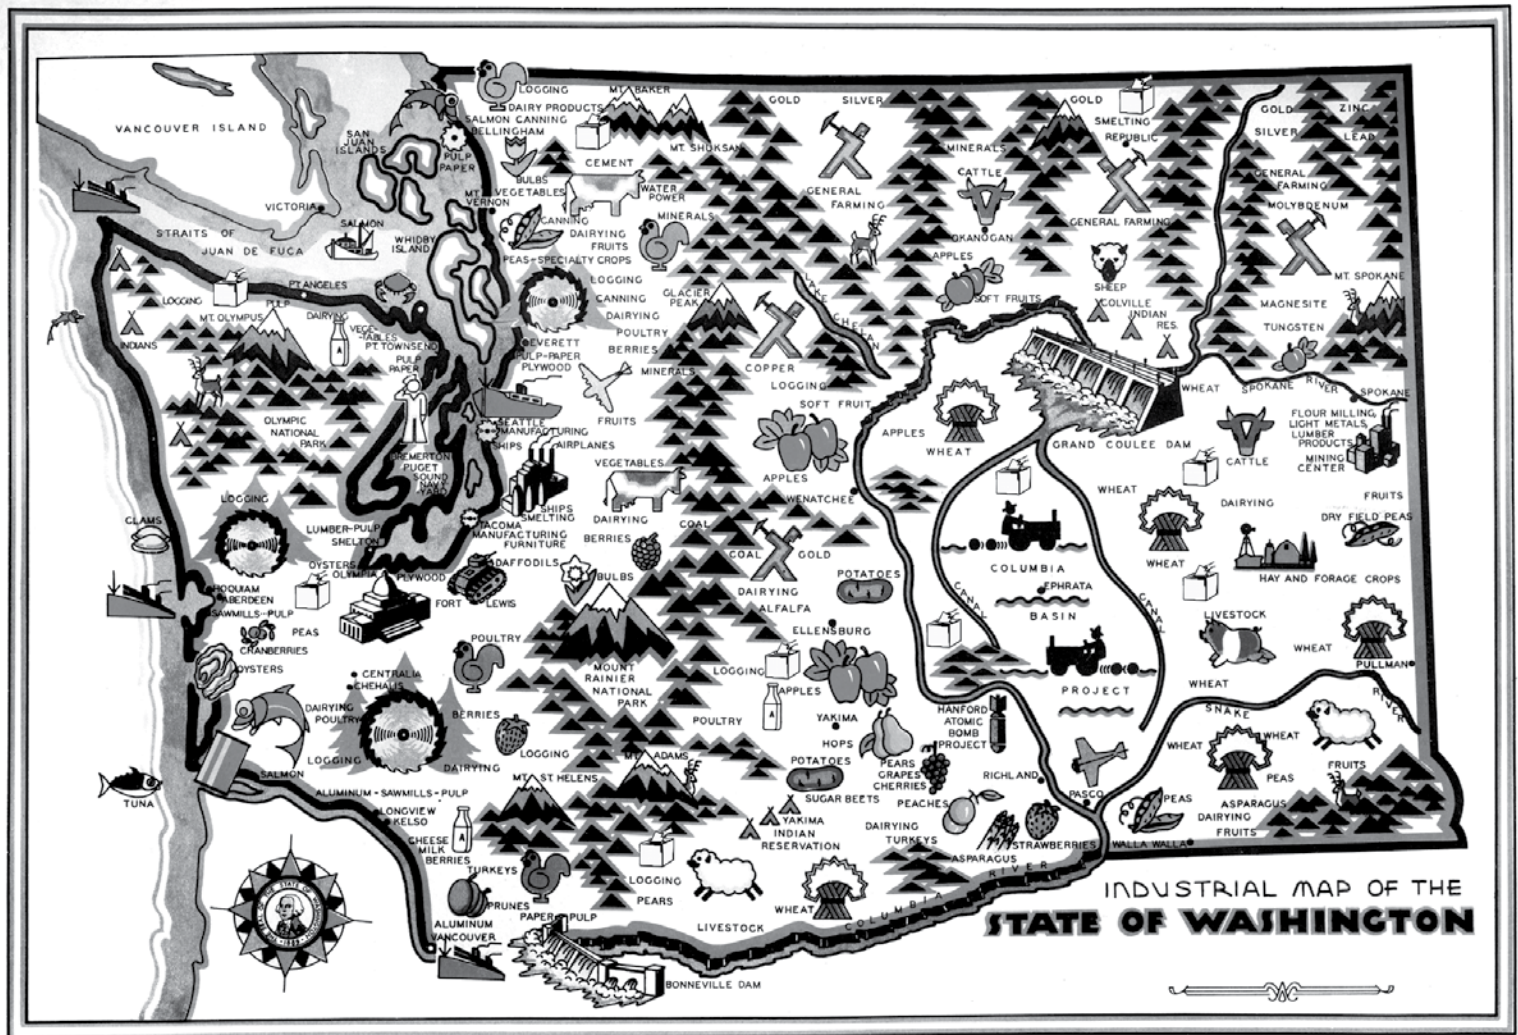 VANCOUVER ISLAND
SAN
JUAN
ISLANDS
VICTORIA
STRAITS OF
JUAN DE FUCA
SALMON
WHIDBY
ISLAND
LOGGING
DAIRY PRODUCTS
SALMON CANNING
BELLINGHAM
PULP
PAPER
BULBS
MT. BAKER
MT. SHUKSAN
CEMENT
MT.
VERNON
VEGETABLES
WATER
POWER
CANNING
DAIRYING
FRUITS
MINERALS
PEAS-SPECIALTY CROPS
LOGGING
CANNING
DAIRYING
POULTRY
BERRIES
GLACIER
PEAK
EVERETT
PULP-PAPER
PLYWOOD
MINERALS
FRUITS
LOGGING
PULP
PT. ANGELES
MT. OLYMPUS
DAIRYING
VEGE-
TABLES
PT. TOWNSEND
PULP
PAPER
INDIANS
OLYMPIC
NATIONAL
PARK
BREMERTON
PUGET
SOUND
NAVY
YARD
SEATTLE
MANUFACTURING
SHIPS
AIRPLANES
VEGETABLES
SHIPS
SMELTING
DAIRYING
TACOMA
MANUFACTURING
FURNITURE
BERRIES
COAL
LOGGING
CLAMS
LUMBER-PULP
SHELTON
OYSTERS
OLYMPIA
PLYWOOD
DAFFODILS
BULBS
FORT
LEWIS
HOQUIAM
ABERDEEN
SAWMILLS-PULP
PEAS
CRANBERRIES
OYSTERS
POULTRY
MOUNT
RAINIER
NATIONAL
PARK
CENTRALIA
CHEHALIS
DAIRYING
POULTRY
BERRIES
LOGGING
LOGGING
DAIRYING
SALMON
TUNA
ALUMINUM-SAWMILLS-PULP
MT. ST HELENS
MT. ADAMS
LONGVIEW
KELSO
CHEESE
MILK
BERRIES
TURKEYS
PRUNES
LOGGING
PEARS
ALUMINUM
VANCOUVER
PAPER
PULP
BONNEVILLE DAM
LIVESTOCK
THE SEAL OF THE STATE OF WASHINGTON
1889
GOLD
SILVER
GENERAL
FARMING
MINERALS
CATTLE
OKANOGAN
APPLES
SOFT FRUITS
GOLD
SMELTING
REPUBLIC
GENERAL FARMING
SHEEP
COLVILLE
INDIAN
RES.
GOLD
SILVER
ZINC
LEAD
GENERAL
FARMING
MOLYBDENUM
MT. SPOKANE
MAGNESITE
TUNGSTEN
LAKE CHELAN
COPPER
LOGGING
SOFT FRUIT
APPLES
WHEAT
APPLES
WENATCHEE
GRAND COULEE DAM
WHEAT
SPOKANE RIVER
SPOKANE
FLOUR MILLING
LIGHT METALS
LUMBER
PRODUCTS
MINING
CENTER
CATTLE
WHEAT
DAIRYING
FRUITS
DRY FIELD PEAS
WHEAT
HAY AND FORAGE CROPS
COAL
GOLD
DAIRYING
ALFALFA
POTATOES
ELLENSBURG
COLUMBIA
EPHRATA
BASIN
PROJECT
CANAL
CANAL
LIVESTOCK
WHEAT
PULLMAN
WHEAT
SNAKE
RIVER
LOGGING
APPLES
POULTRY
YAKIMA
HOPS
PEARS
GRAPES
CHERRIES
HANFORD
ATOMIC
BOMB
PROJECT
RICHLAND
PASCO
POTATOES
SUGAR BEETS
PEACHES
YAKIMA
INDIAN
RESERVATION
DAIRYING
TURKEYS
ASPARAGUS
STRAWBERRIES
WHEAT
WHEAT
PEAS
FRUITS
PEAS
ASPARAGUS
DAIRYING
FRUITS
WALLA WALLA
WHEAT
COLUMBIA
RIVER
INDUSTRIAL MAP OF THE
STATE OF WASHINGTON